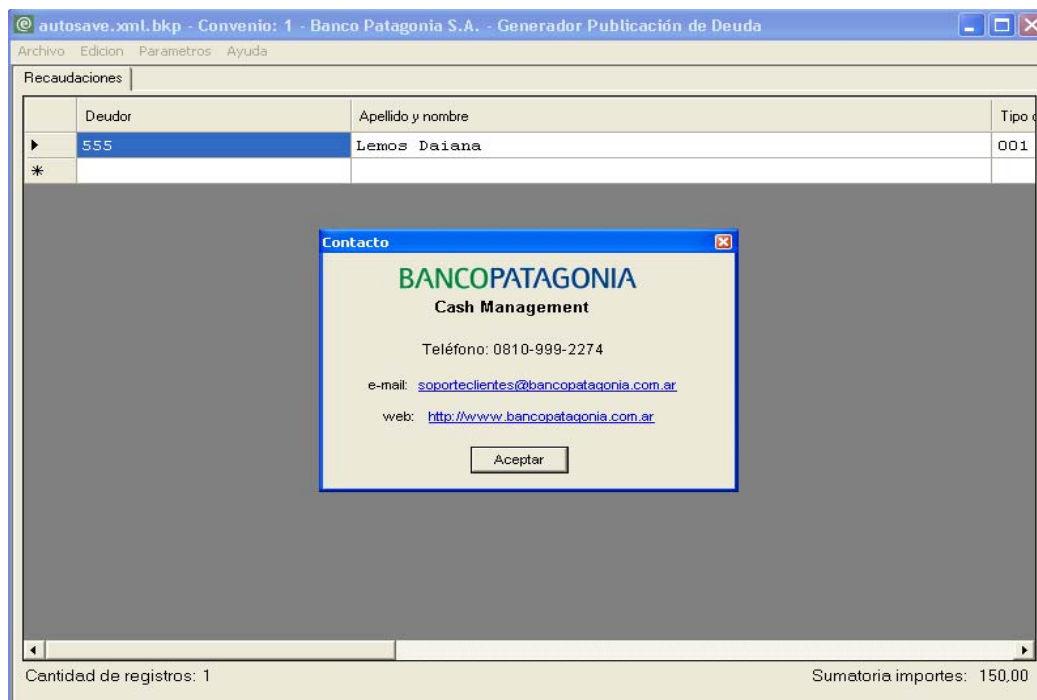 autosave.xml.bkp - Convenio: 1 - Banco Patagonia S.A. - Generador Publicación de Deuda
Archivo Edicion Parametros Ayuda
Recaudaciones
Deudor Apellido y nombre Tipo
555 Lemos Daiana 001
Contacto
BANCOPATAGONIA
Cash Management
Teléfono: 0810-999-2274
e-mail: soporteclientes@bancopatagonia.com.ar
web: http://www.bancopatagonia.com.ar
Aceptar
Cantidad de registros: 1 Sumatoria importes: 150,00